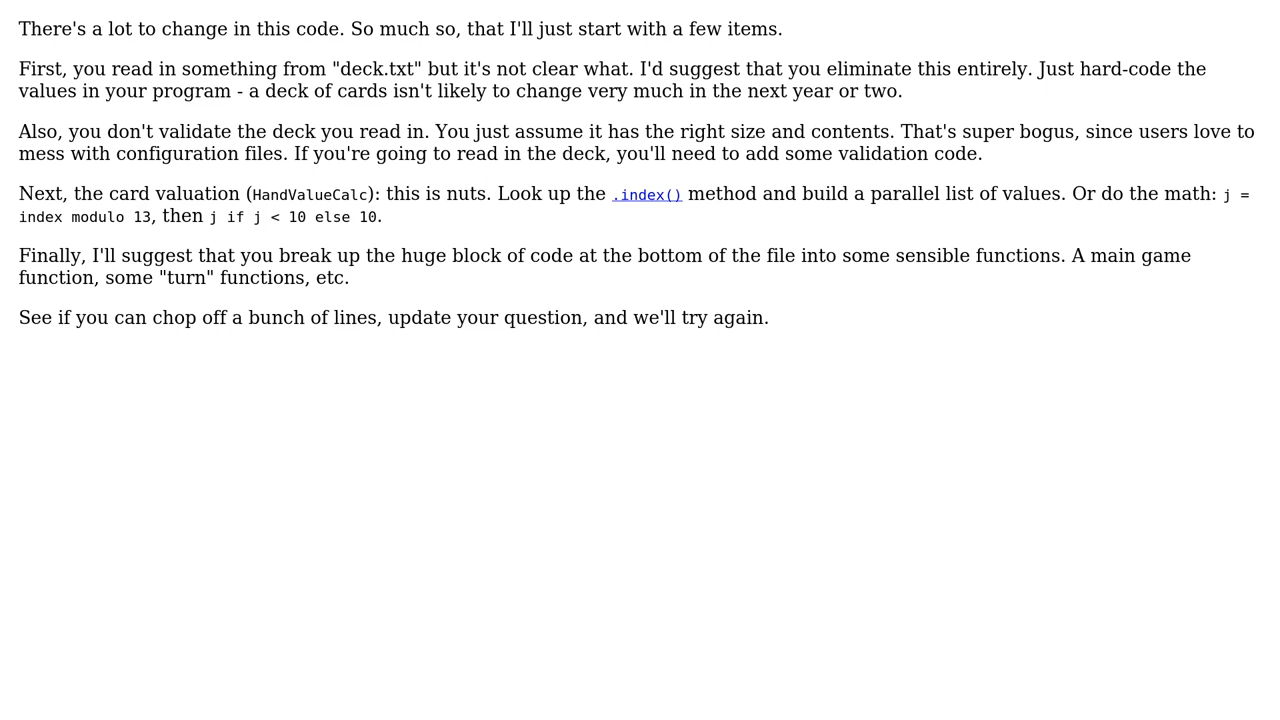 There's a lot to change in this code. So much so, that I'll just start with a few items.
First, you read in something from "deck.txt" but it's not clear what. I'd suggest that you eliminate this entirely. Just hard-code the
values in your program - a deck of cards isn't likely to change very much in the next year or two.
Also, you don't validate the deck you read in. You just assume it has the right size and contents. That's super bogus, since users love to
mess with configuration files. If you're going to read in the deck, you'll need to add some validation code.
Next, the card valuation (HandValueCalc): this is nuts. Look up the .index() method and build a parallel list of values. Or do the math: j =
index modulo 13, then j if j < 10 else 10.
Finally, I'll suggest that you break up the huge block of code at the bottom of the file into some sensible functions. A main game
function, some "turn" functions, etc.
See if you can chop off a bunch of lines, update your question, and we'll try again.